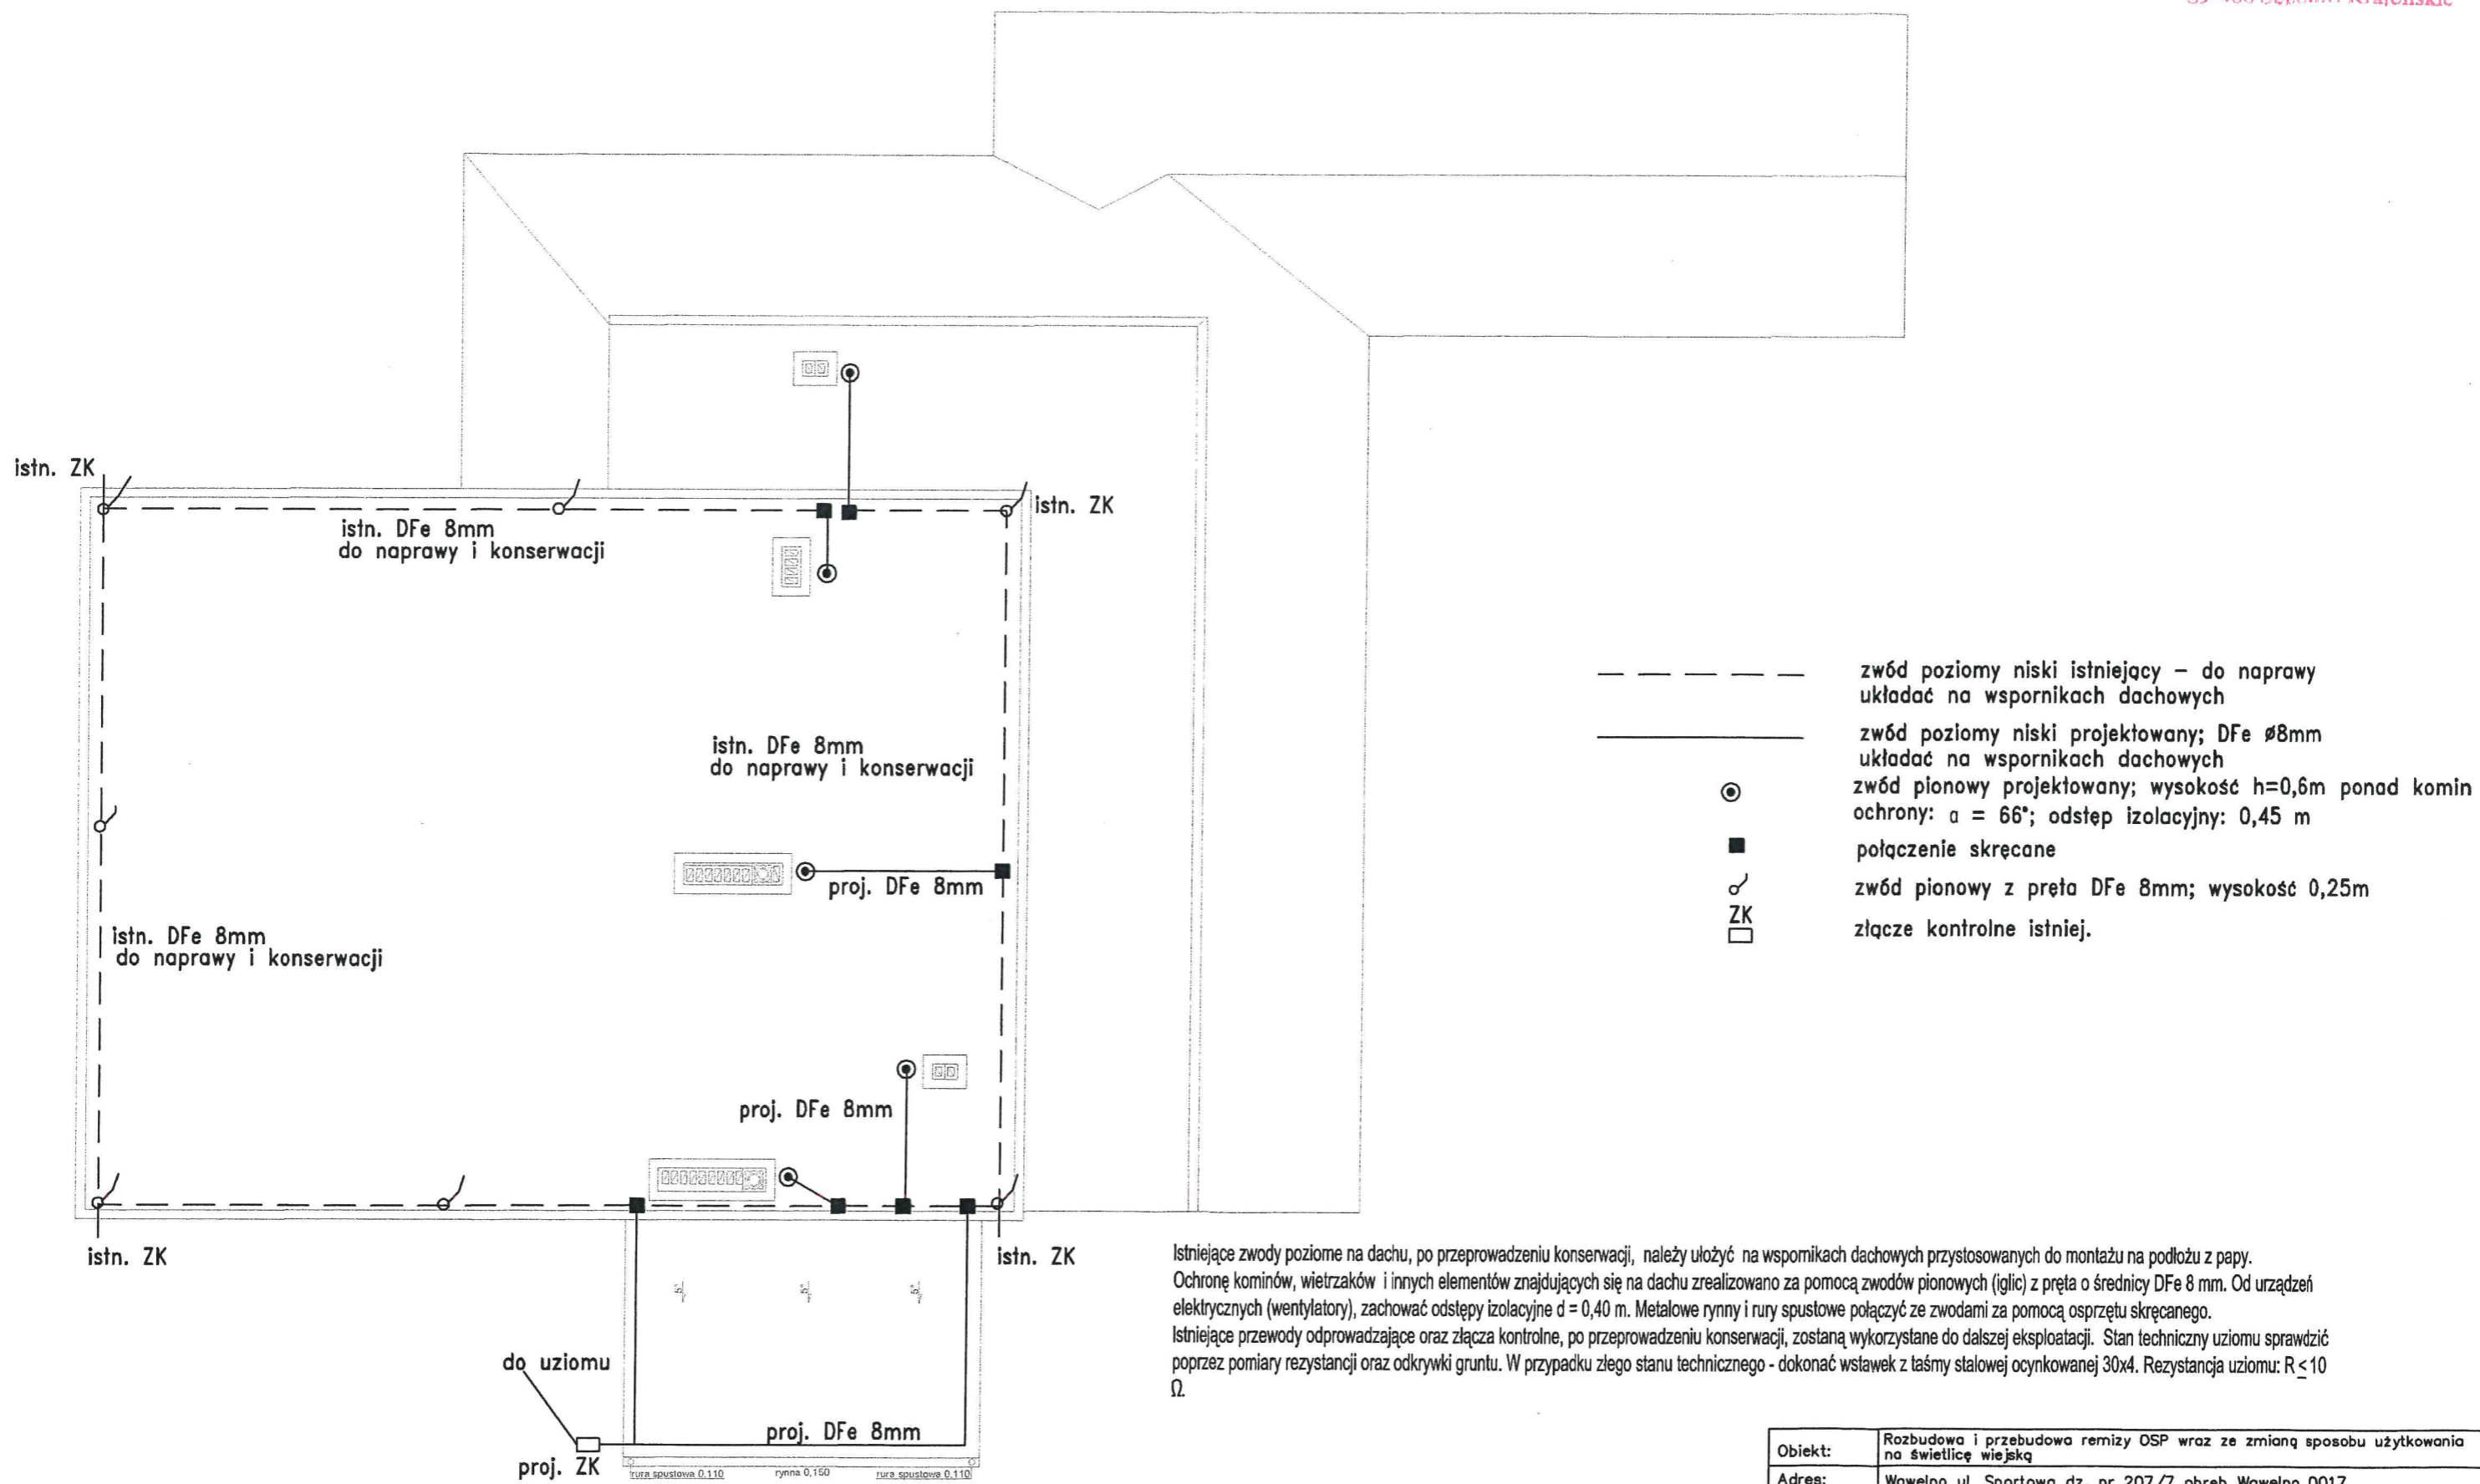 istn. ZK
istn. ZK
istn. DFe 8mm
do naprawy i konserwacji
istn. DFe 8mm
do naprawy i konserwacji
proj. DFe 8mm
istn. DFe 8mm
do naprawy i konserwacji
proj. DFe 8mm
istn. ZK
istn. ZK
do uziomu
proj. DFe 8mm
proj. ZK
rura spustowa 0,110
rynna 0,150
rura spustowa 0,110
zwód poziomy niski istniejący – do naprawy
układać na wspornikach dachowych
zwód poziomy niski projektowany; DFe ø8mm
układać na wspornikach dachowych
zwód pionowy projektowany; wysokość h=0,6m ponad komin
ochrony: α = 66°; odstęp izolacyjny: 0,45 m
połączenie skręcane
zwód pionowy z pręta DFe 8mm; wysokość 0,25m
ZK
złącze kontrolne istniej.
Istniejące zwody poziome na dachu, po przeprowadzeniu konserwacji, należy ułożyć na wspornikach dachowych przystosowanych do montażu na podłożu z papy.
Ochronę kominów, wietrzaków i innych elementów znajdujących się na dachu zrealizowano za pomocą zwodów pionowych (iglic) z pręta o średnicy DFe 8 mm. Od urządzeń
elektrycznych (wentylatory), zachować odstępy izolacyjne d = 0,40 m. Metalowe rynny i rury spustowe połączyć ze zwodami za pomocą osprzętu skręcanego.
Istniejące przewody odprowadzające oraz złącza kontrolne, po przeprowadzeniu konserwacji, zostaną wykorzystane do dalszej eksploatacji. Stan techniczny uziomu sprawdzić
poprzez pomiary rezystancji oraz odkrywki gruntu. W przypadku złego stanu technicznego - dokonać wstawek z taśmy stalowej ocynkowanej 30x4. Rezystancja uziomu: R ≤ 10
Ω.
Obiekt:
Rozbudowa i przebudowa remizy OSP wraz ze zmianą sposobu użytkowania
na świetlicę wiejską
Adres:
Wawelno ul. Sportowa dz. nr 207/7 obręb Wawelno 0017